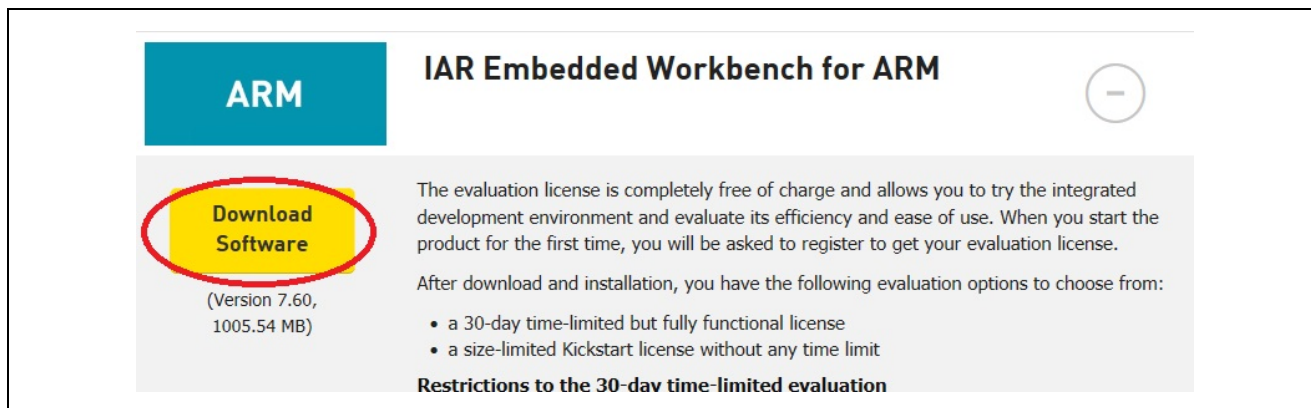 ARM
IAR Embedded Workbench for ARM
Download
Software
(Version 7.60,
1005.54 MB)
The evaluation license is completely free of charge and allows you to try the integrated
development environment and evaluate its efficiency and ease of use. When you start the
product for the first time, you will be asked to register to get your evaluation license.
After download and installation, you have the following evaluation options to choose from:
• a 30-day time-limited but fully functional license
• a size-limited Kickstart license without any time limit
Restrictions to the 30-day time-limited evaluation